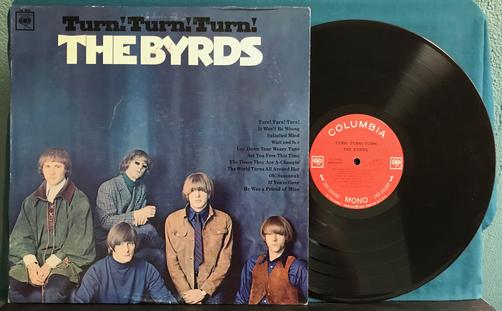 Turn! Turn! Turn!
THE BYRDS
Turn! Turn! Turn!
It Won't Be Wrong
Satisfied Mind
Wait and See
Lay Down Your Weary Tune
Are You Free This Time
The Times They Are A-Changin'
The World Turns All Around Her
Oh! Susannah
If You're Gone
He Was a Friend of Mine
COLUMBIA
TURN! TURN! TURN!
THE BYRDS
MONO